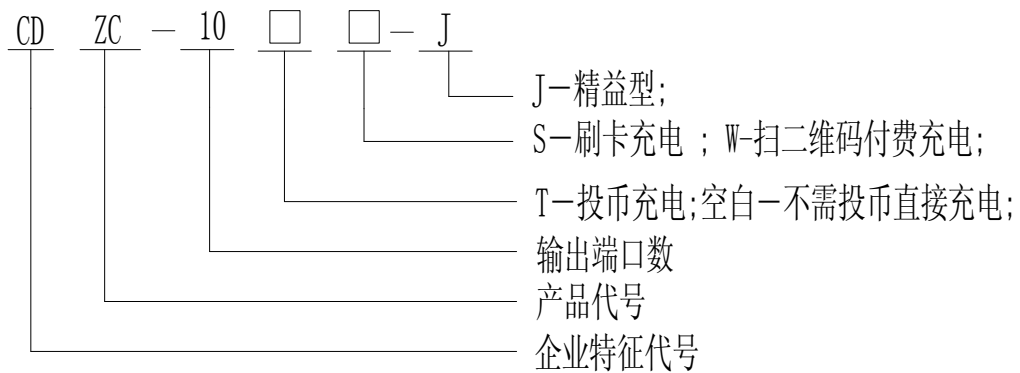 CD ZC － 10 □ □－ J
J－精益型;
S－刷卡充电 ; W-扫二维码付费充电;
T－投币充电;空白－不需投币直接充电;
输出端口数
产品代号
企业特征代号